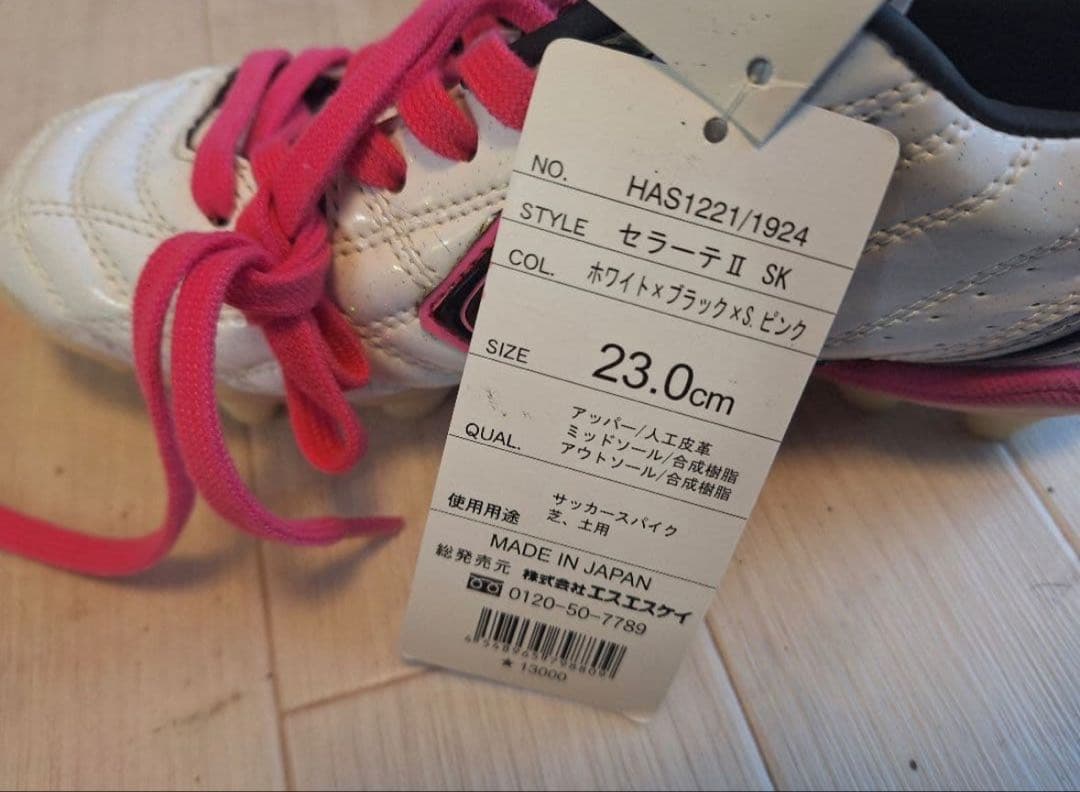 NO. HAS1221/1924
STYLE セラーテⅡ SK
COL. ホワイト×ブラック×S.ピンク
SIZE 23.0cm
QUAL. アッパー/人工皮革
ミッドソール/合成樹脂
アウトソール/合成樹脂
使用用途 サッカースパイク
芝、土用
MADE IN JAPAN
総発売元 株式会社エスエスケイ
0120-50-7789
★ 13000